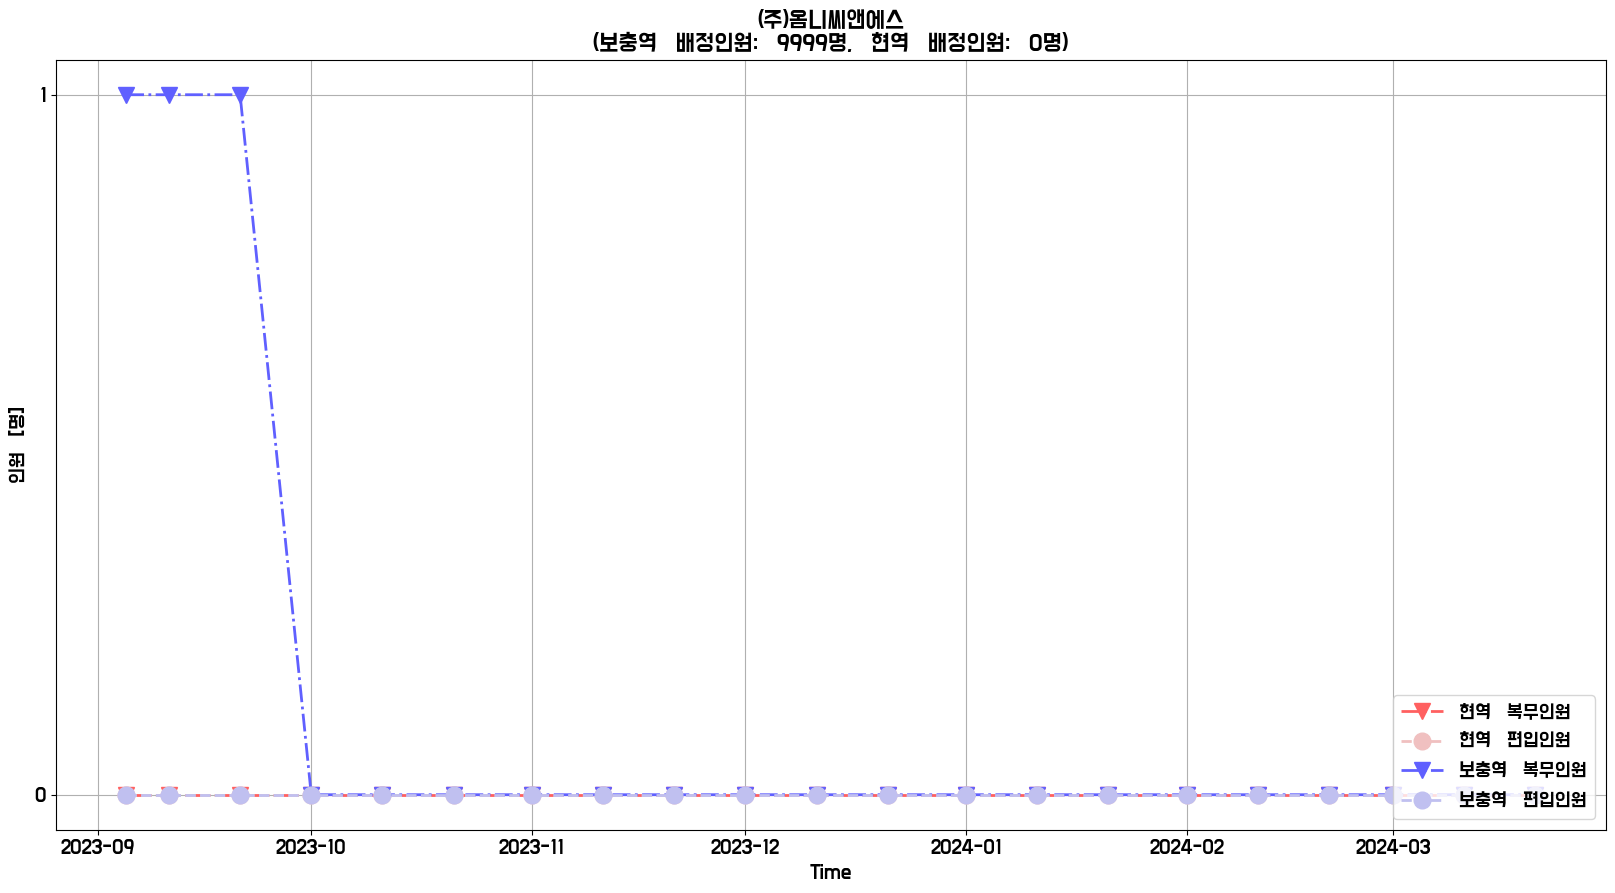 (주)옴니씨앤에스
(보충역 배정인원: 9999명, 현역 배정인원: 0명)
1
0
인원 [명]
2023-09 2023-10 2023-11 2023-12 2024-01 2024-02 2024-03
Time
현역 복무인원
현역 편입인원
보충역 복무인원
보충역 편입인원